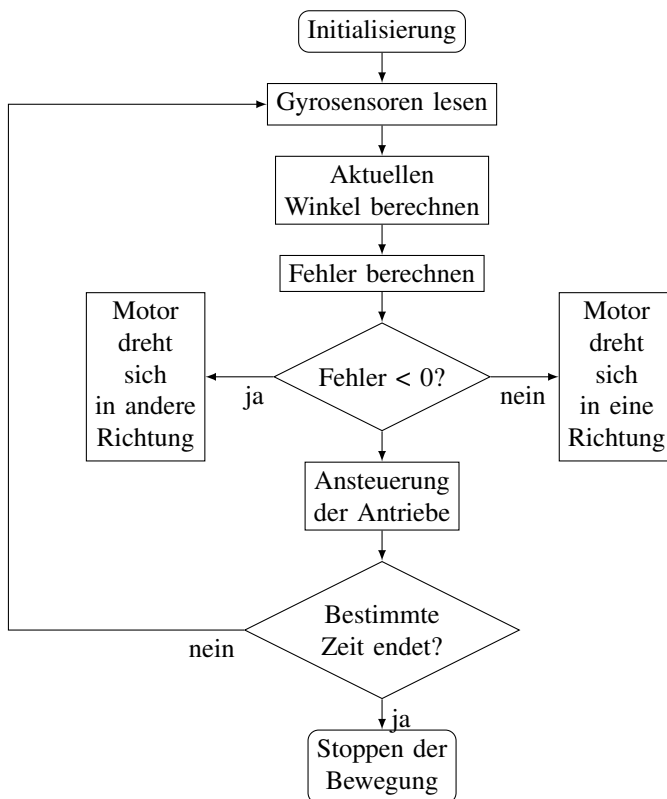 Initialisierung
Gyrosensoren lesen
Aktuellen
Winkel berechnen
Fehler berechnen
Motor
dreht
sich
in andere
Richtung
ja
Fehler < 0?
nein
Motor
dreht
sich
in eine
Richtung
Ansteuerung
der Antriebe
Bestimmte
Zeit endet?
nein
ja
Stoppen der
Bewegung